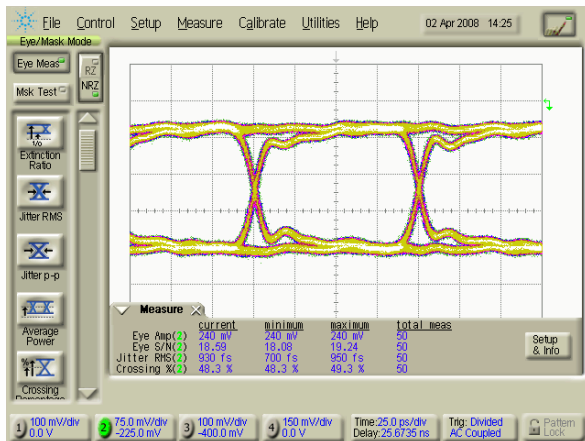 File Control Setup Measure Calibrate Utilities Help 02 Apr 2008 14:25
Eye/Mask Mode
Eye Meas
RZ
NRZ
Msk Test
1/0
Extinction
Ratio
Jitter RMS
Jitter p-p
Average
Power
Crossing
Measure
current minimum maximum total meas
Eye Amp(2) 240 mV 240 mV 240 mV 50
Eye S/N(2) 18.59 18.08 19.24 50
Jitter RMS(2) 930 fs 700 fs 950 fs 50
Crossing %(2) 48.3 % 48.3 % 49.3 % 50
Setup
& Info
1) 100 mV/div
0.0 V
2) 75.0 mV/div
-225.0 mV
3) 100 mV/div
-400.0 mV
4) 150 mV/div
0.0 V
Time:25.0 ps/div
Delay:25.6735 ns
Trig: Divided
AC Coupled
Pattern
Lock